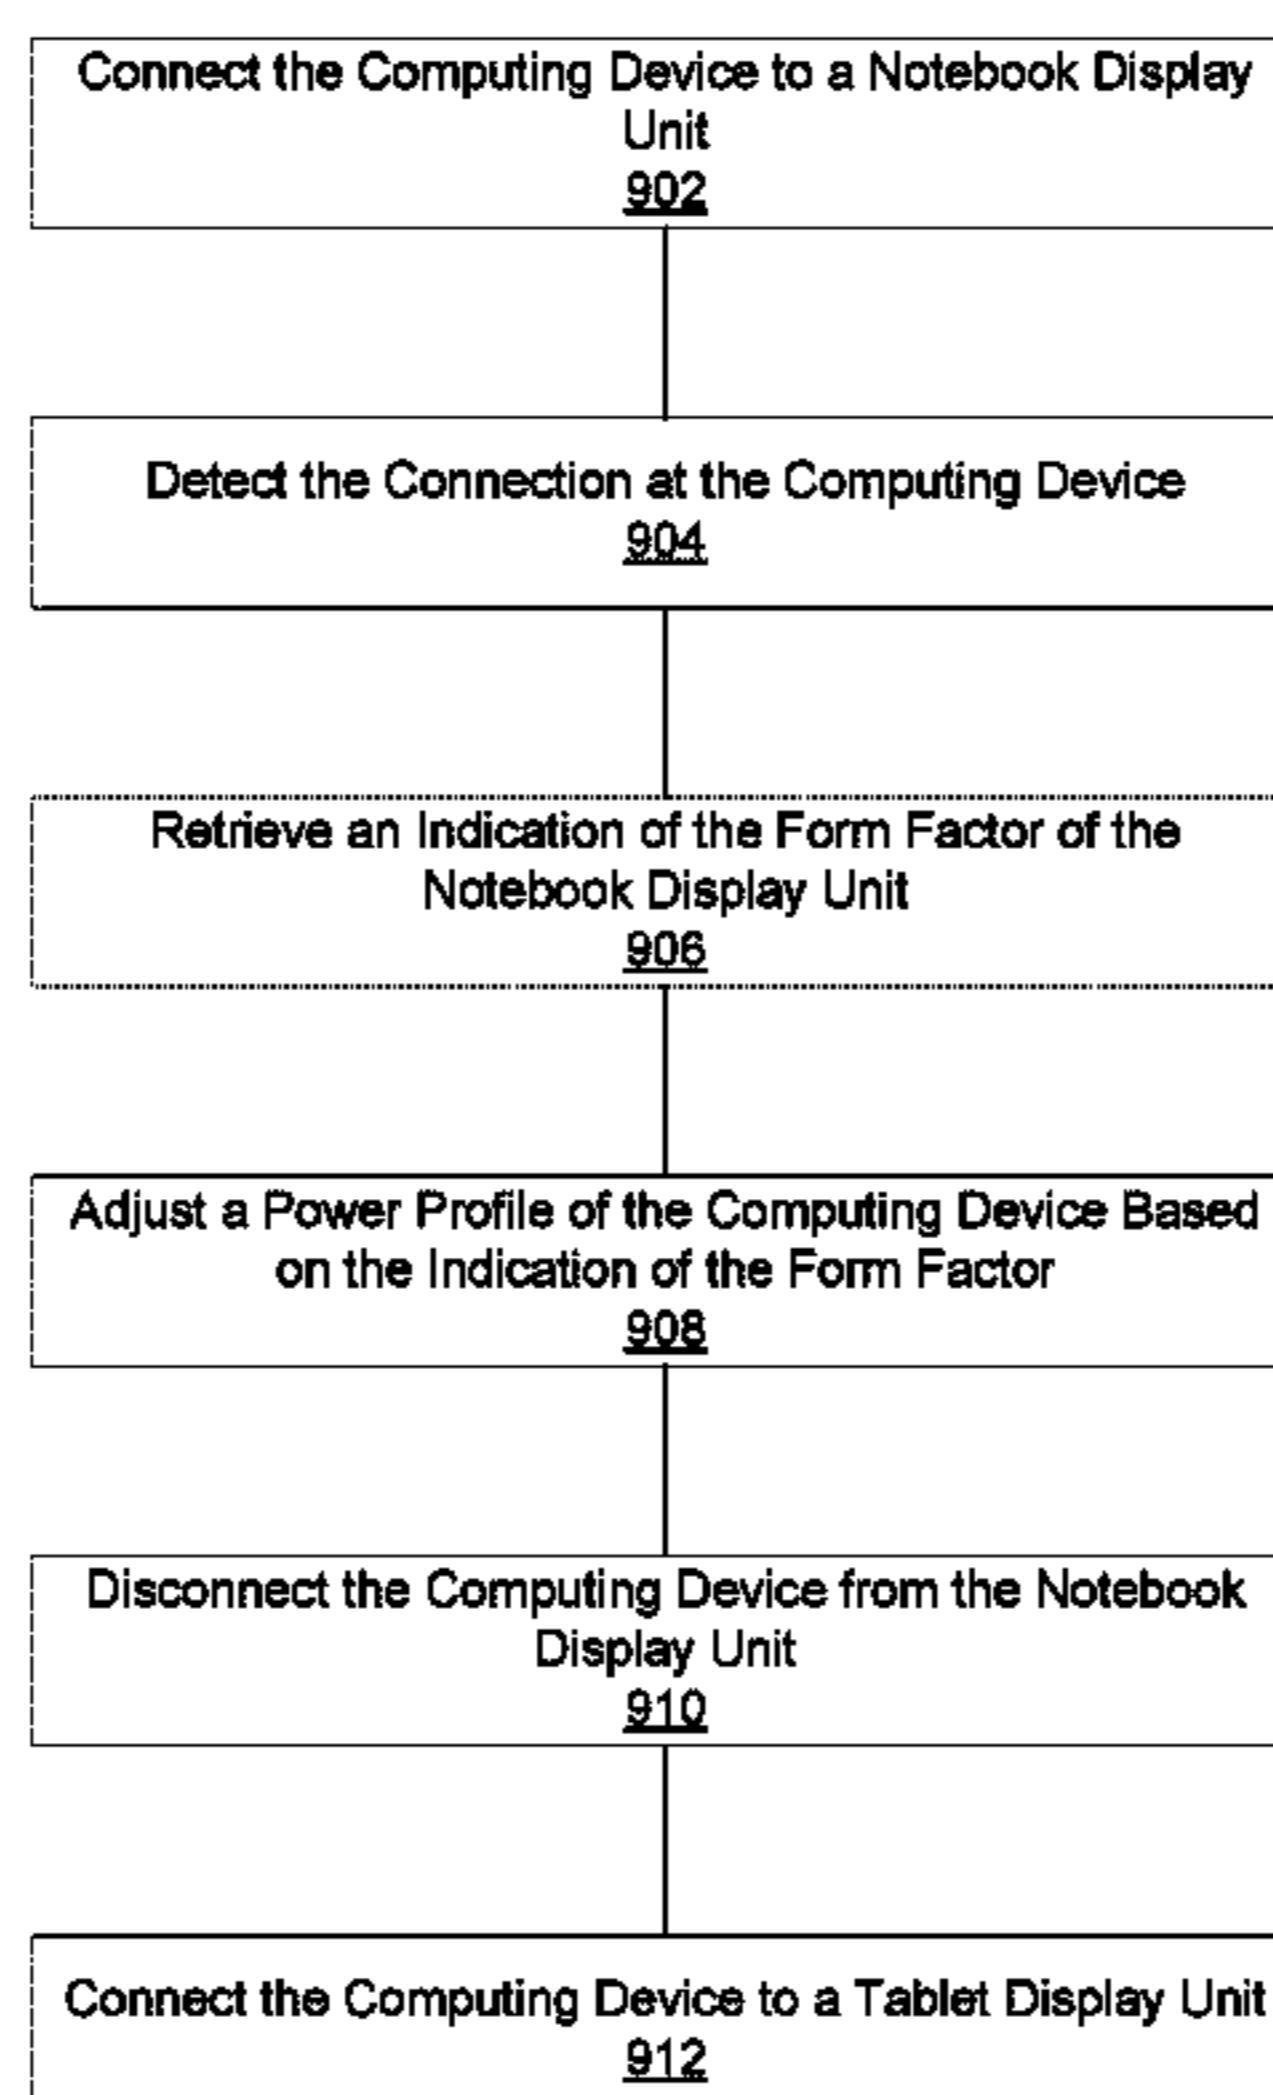 Connect the Computing Device to a Notebook Display
Unit
902
Detect the Connection at the Computing Device
904
Retrieve an Indication of the Form Factor of the
Notebook Display Unit
906
Adjust a Power Profile of the Computing Device Based
on the Indication of the Form Factor
908
Disconnect the Computing Device from the Notebook
Display Unit
910
Connect the Computing Device to a Tablet Display Unit
912